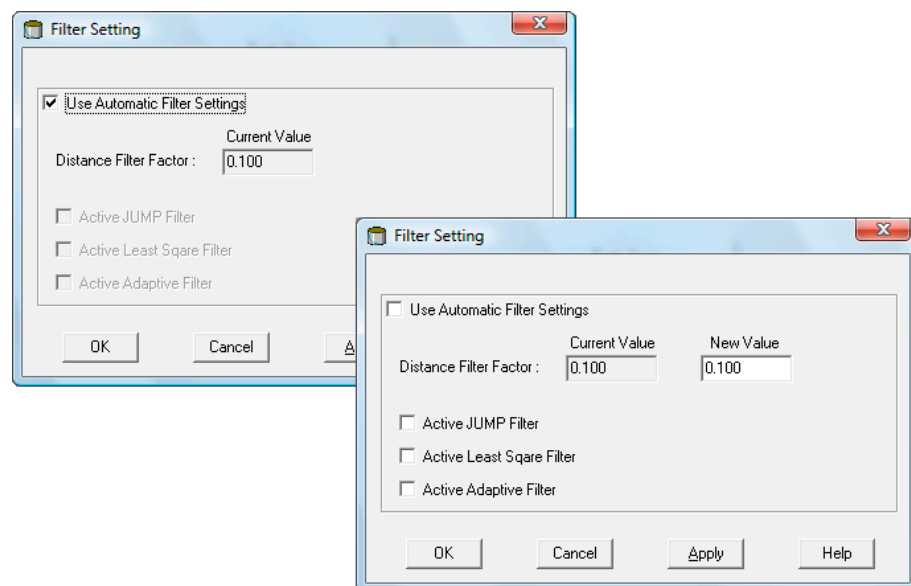 Filter Setting
Use Automatic Filter Settings
Current Value
Distance Filter Factor : 0.100
Active JUMP Filter
Active Least Sqare Filter
Active Adaptive Filter
OK Cancel A
Filter Setting
Use Automatic Filter Settings
Current Value New Value
Distance Filter Factor : 0.100 0.100
Active JUMP Filter
Active Least Sqare Filter
Active Adaptive Filter
OK Cancel Apply Help